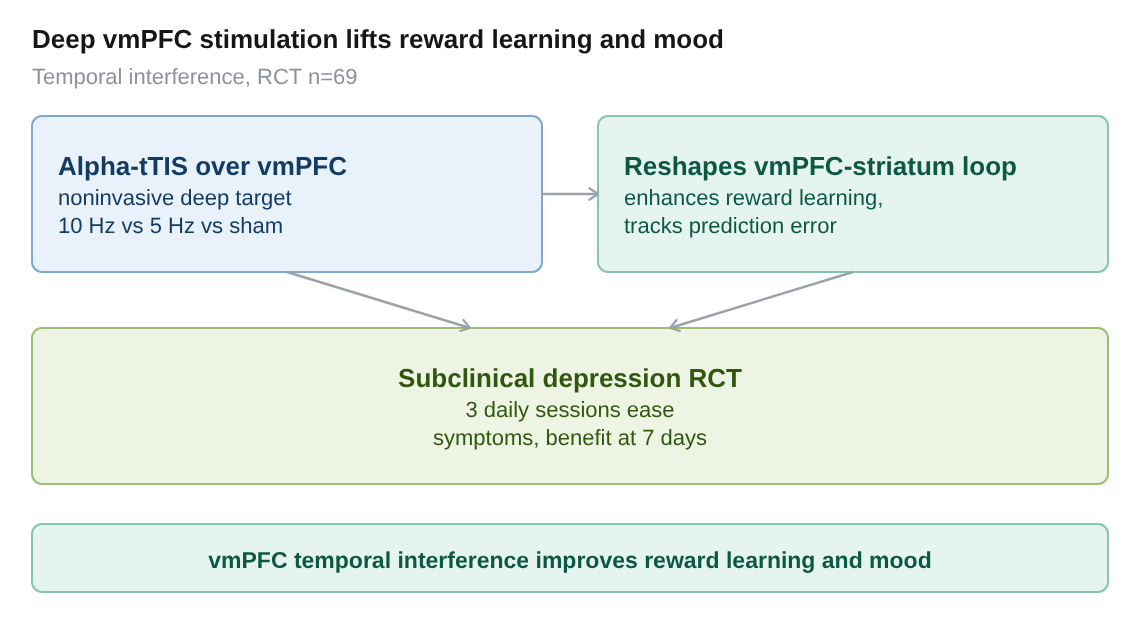 Deep vmPFC stimulation lifts reward learning and mood
Temporal interference, RCT n=69
Alpha-tTIS over vmPFC
noninvasive deep target
10 Hz vs 5 Hz vs sham
Reshapes vmPFC-striatum loop
enhances reward learning,
tracks prediction error
Subclinical depression RCT
3 daily sessions ease
symptoms, benefit at 7 days
vmPFC temporal interference improves reward learning and mood